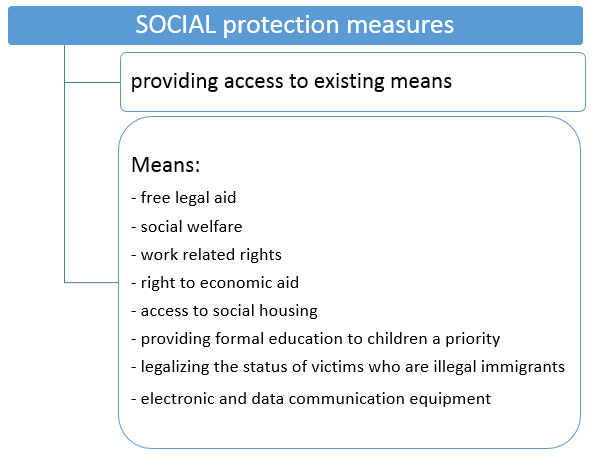 SOCIAL protection measures
providing access to existing means
Means:
- free legal aid
- social welfare
- work related rights
- right to economic aid
- access to social housing
- providing formal education to children a priority
- legalizing the status of victims who are illegal immigrants
- electronic and data communication equipment